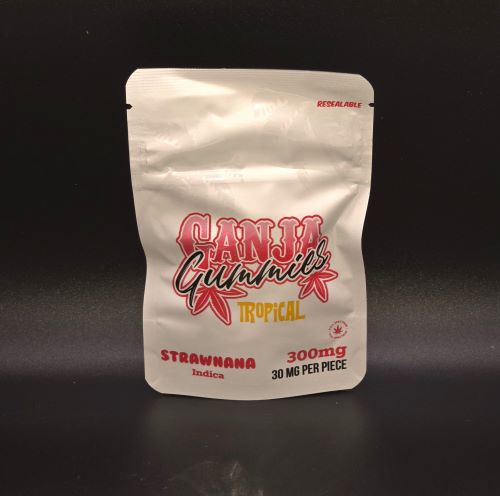 RESEALABLE
GANJA
Gummies
TROPICAL
STRAWNANA
Indica
300mg
30 MG PER PIECE